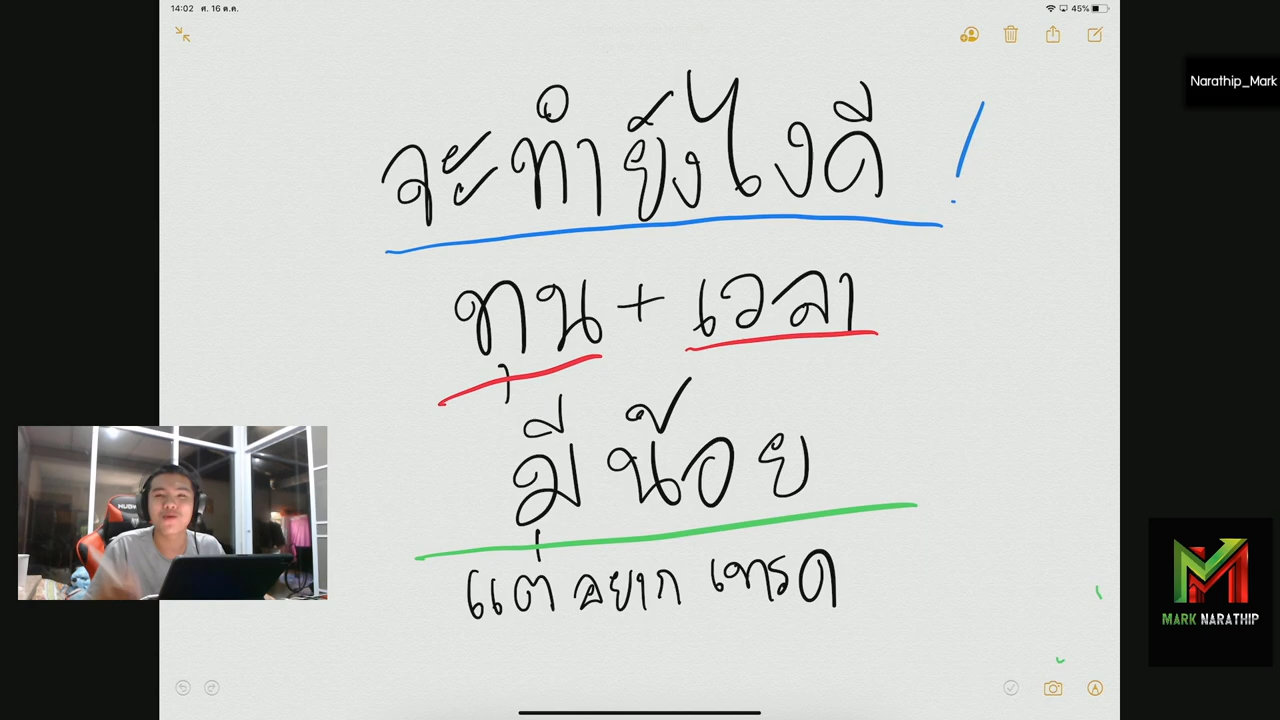 14:02 ศ. 16 ต.ค. 45%
Narathip_Mark
จะทำยังไงดี !
ทุน + เวลา
มีน้อย
แต่อยากเทรด
MARK NARATHIP